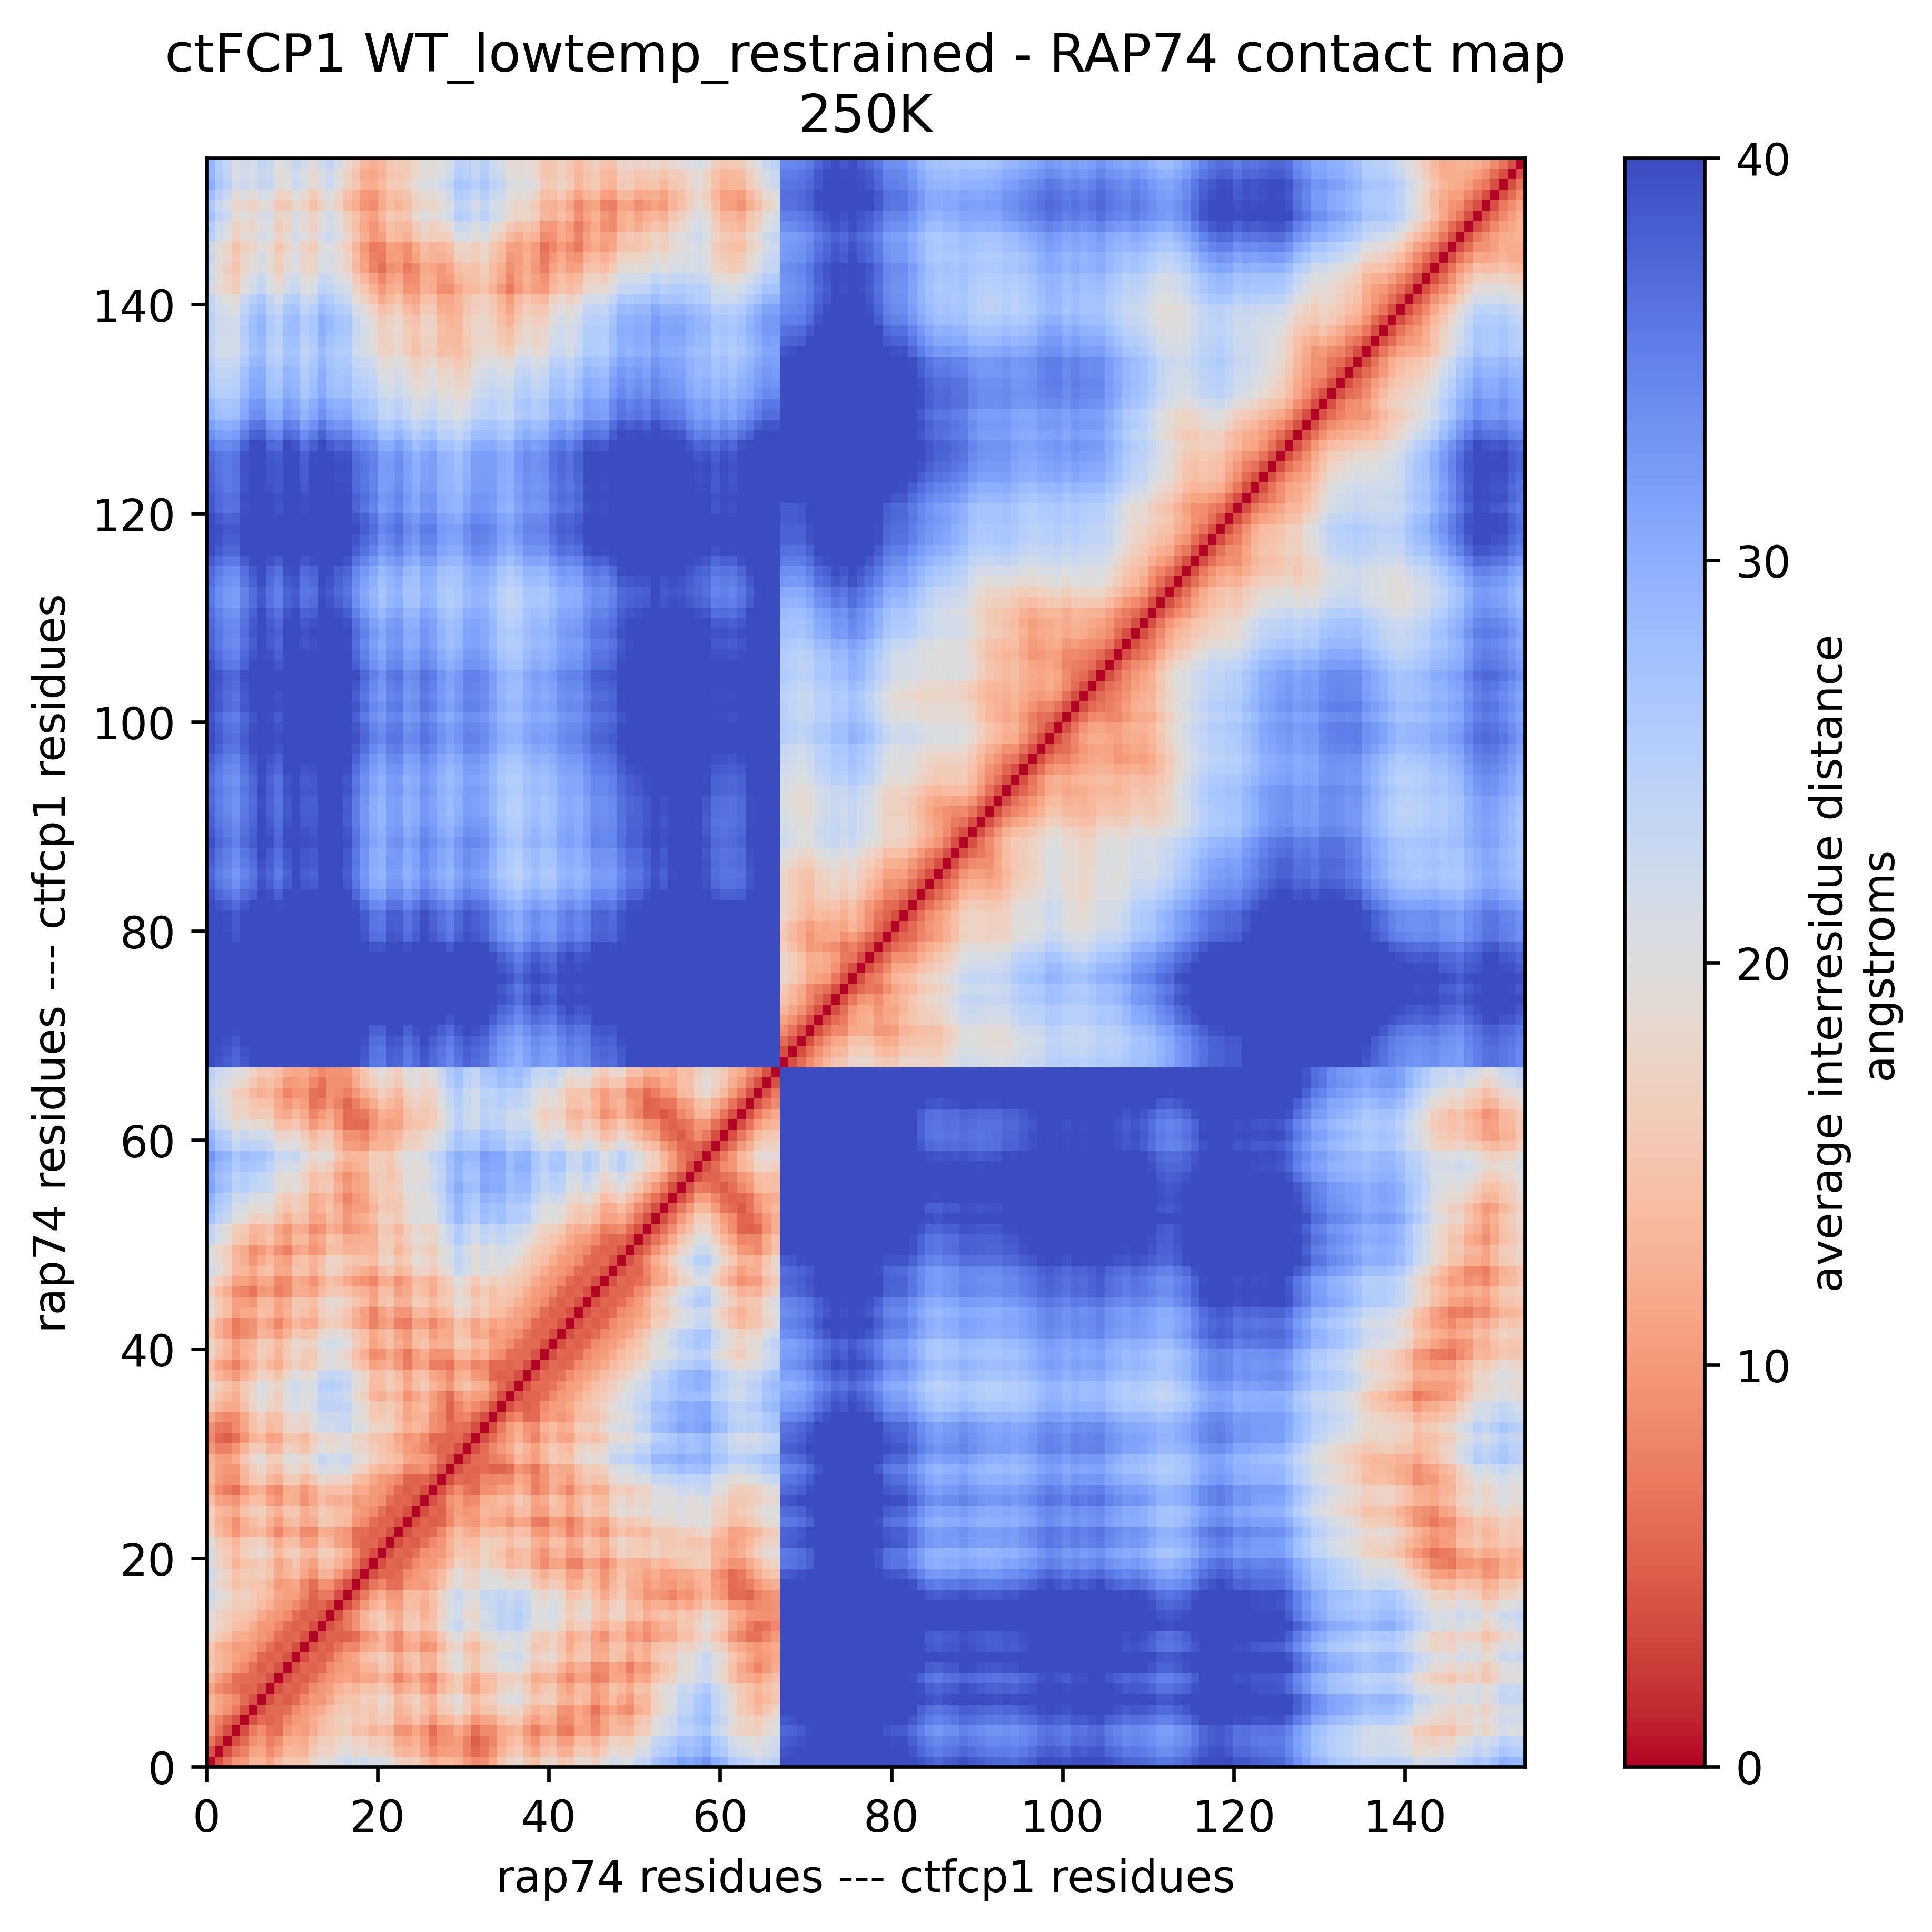 ctFCP1 WT_lowtemp_restrained - RAP74 contact map
250K
140
120
100
80
60
40
20
0
rap74 residues --- ctfcp1 residues
0 20 40 60 80 100 120 140
rap74 residues --- ctfcp1 residues
40
30
20
10
0
average interresidue distance
angstroms